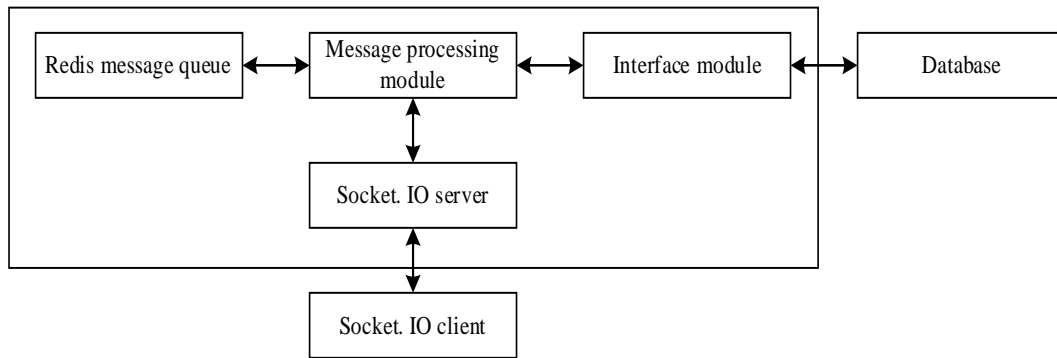 Redis message queue
Message processing
module
Interface module
Database
Socket. IO server
Socket. IO client